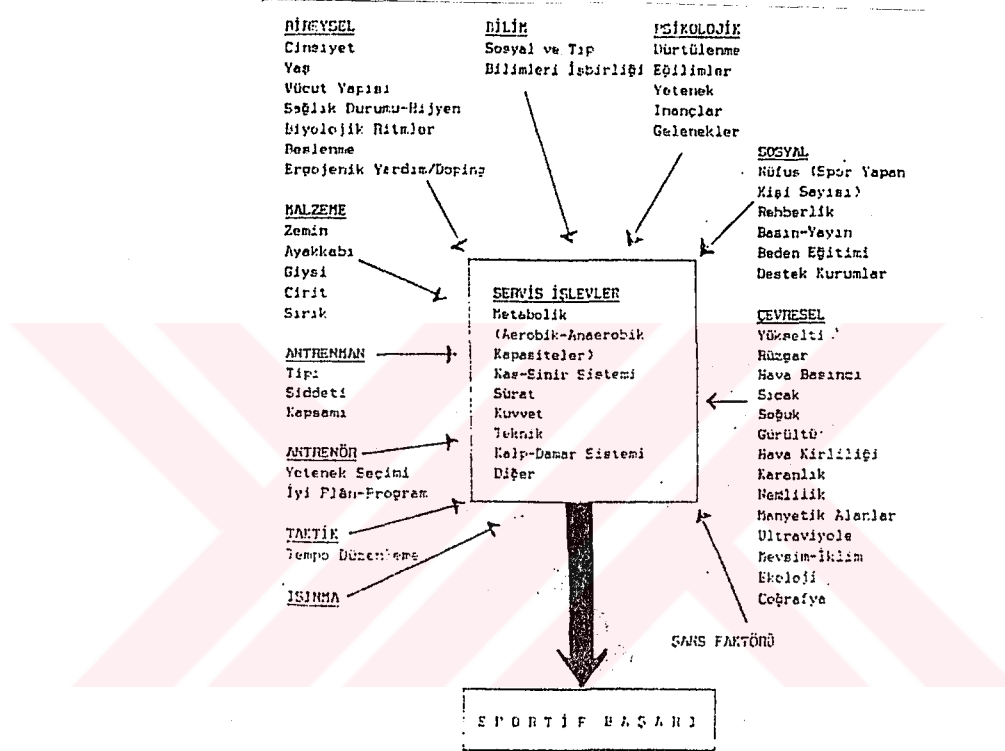 BİREYSEL
Cinsiyet
Yaş
Vücut Yapısı
Sağlık Durumu-Hijyen
Biyolojik Ritmler
Beslenme
Ergojenik Yardım/Doping
MALZEME
Zemin
Ayakkabı
Giysi
Cirit
Sırık
ANTRENMAN
Tipi
Siddeti
Kapsamı
ANTRENÖR
Yetenek Seçimi
İyi Plân-Program
TAKTİK
Tempo Düzenleme
ISINMA
BİLİM
Sosyal ve Tıp
Bilimleri İşbirliği
PSİKOLOJİK
Dürtülenme
Eğilimler
Yetenek
İnançlar
Gelenekler
SOSYAL
Nüfus (Spor Yapan
Kişi Sayısı)
Rehberlik
Basın-Yayın
Beden Eğitimi
Destek Kurumlar
SERVİS İŞLEVLER
Metabolik
(Aerobik-Anaerobik
Kapasiteler)
Kas-Sinir Sistemi
Sürat
Kuvvet
Teknik
Kalp-Damar Sistemi
Diğer
ÇEVRESEL
Yükselti
Rüzgar
Hava Basıncı
Sıcak
Soğuk
Gürültü
Hava Kirliliği
Karanlık
Nemlilik
Manyetik Alanlar
Ultraviyole
Mevsim-İklim
Ekoloji
Coğrafya
ŞANS FAKTÖRÜ
SPORTİF BAŞARI